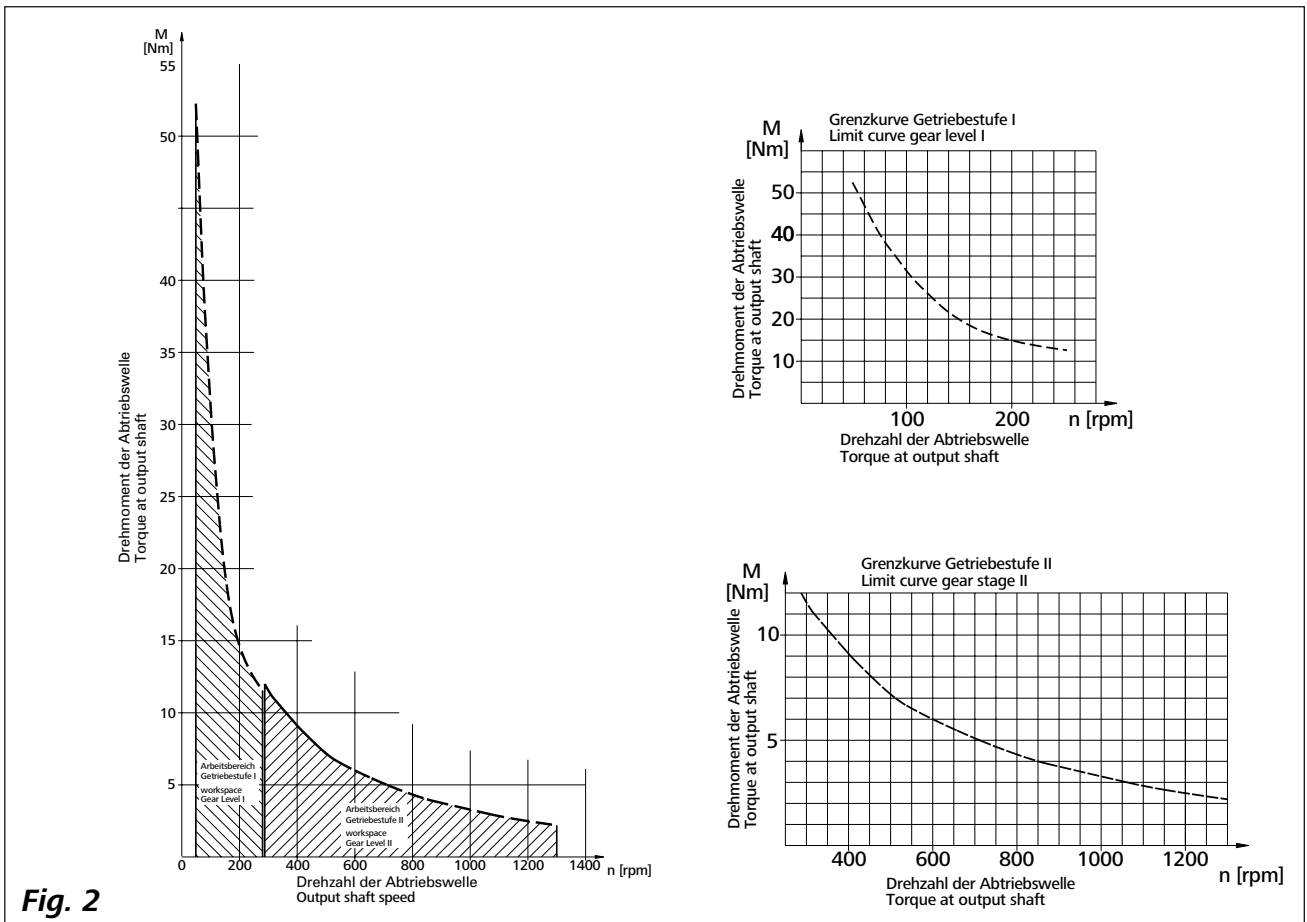 M
[Nm]
55
50
45
40
35
30
25
20
15
10
5
Drehmoment der Abtriebswelle
Torque at output shaft
Arbeitsbereich
Getriebestufe I
workspace
Gear Level I
Arbeitsbereich
Getriebestufe II
workspace
Gear Level II
0 200 400 600 800 1000 1200 1400 n [rpm]
Drehzahl der Abtriebswelle
Output shaft speed
Grenzkurve Getriebestufe I
Limit curve gear level I
M
[Nm]
50
40
30
20
10
Drehmoment der Abtriebswelle
Torque at output shaft
100 200 n [rpm]
Drehzahl der Abtriebswelle
Torque at output shaft
Grenzkurve Getriebestufe II
Limit curve gear stage II
M
[Nm]
10
5
Drehmoment der Abtriebswelle
Torque at output shaft
400 600 800 1000 1200 n [rpm]
Drehzahl der Abtriebswelle
Torque at output shaft
Fig. 2